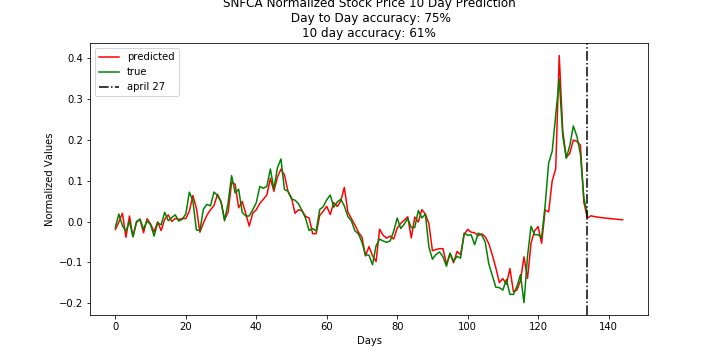 SNFCA Normalized Stock Price 10 Day Prediction
Day to Day accuracy: 75%
10 day accuracy: 61%
predicted
true
april 27
Normalized Values
0.4
0.3
0.2
0.1
0.0
−0.1
−0.2
0 20 40 60 80 100 120 140
Days